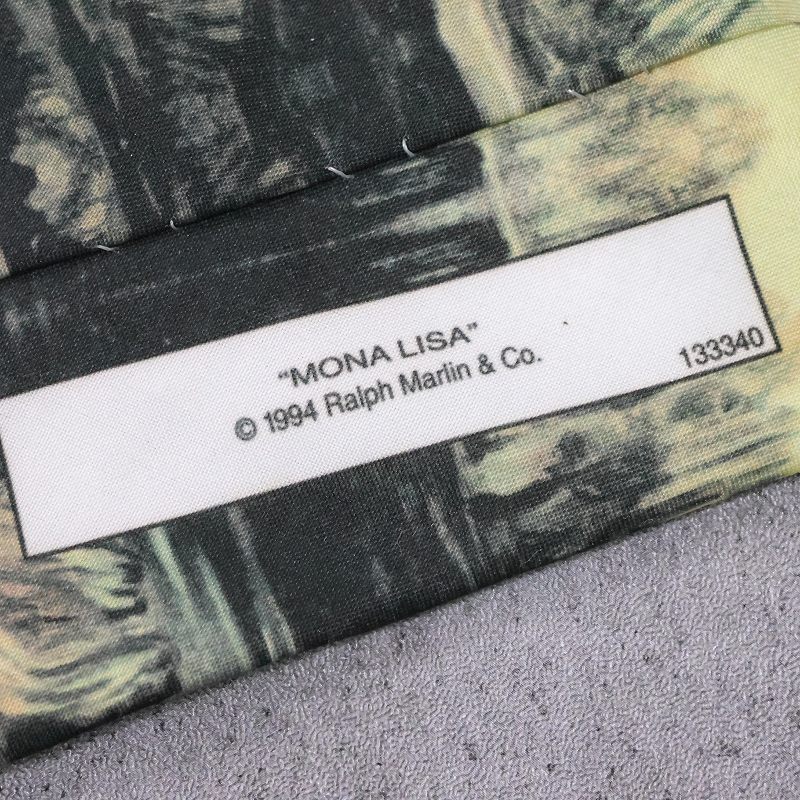 "MONA LISA"
© 1994 Ralph Marlin & Co.
133340